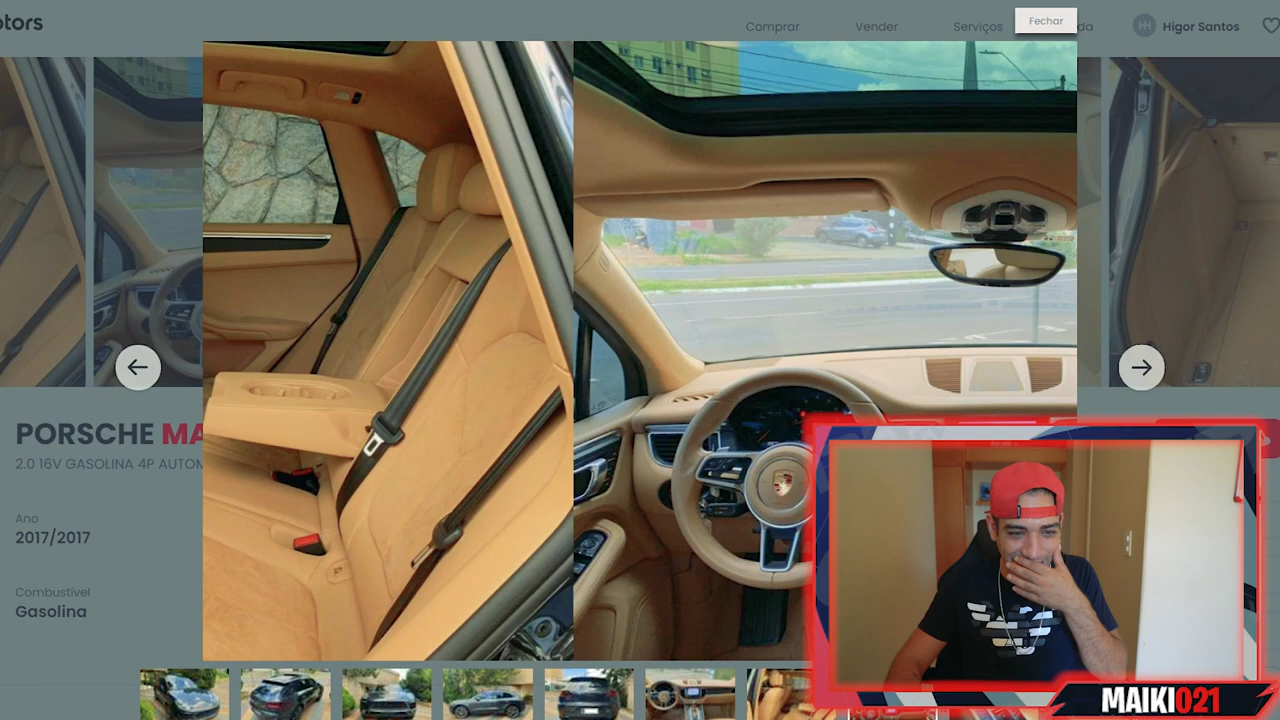 otors
Comprar
Vender
Serviços
da
Fechar
Higor Santos
PORSCHE MA
2.0 16V GASOLINA 4P AUTOM
Ano
2017/2017
Combustível
Gasolina
MAIKI021